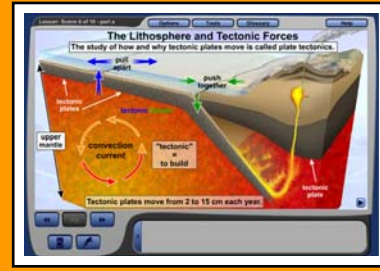 Lesson: Scene 6 of 10 - part a
Options
Tools
Glossary
Help
The Lithosphere and Tectonic Forces
The study of how and why tectonic plates move is called plate tectonics.
pull
apart
push
together
tectonic
plates
tectonic
upper
mantle
convection
current
"tectonic"
=
to build
tectonic
plate
Tectonic plates move from 2 to 15 cm each year.